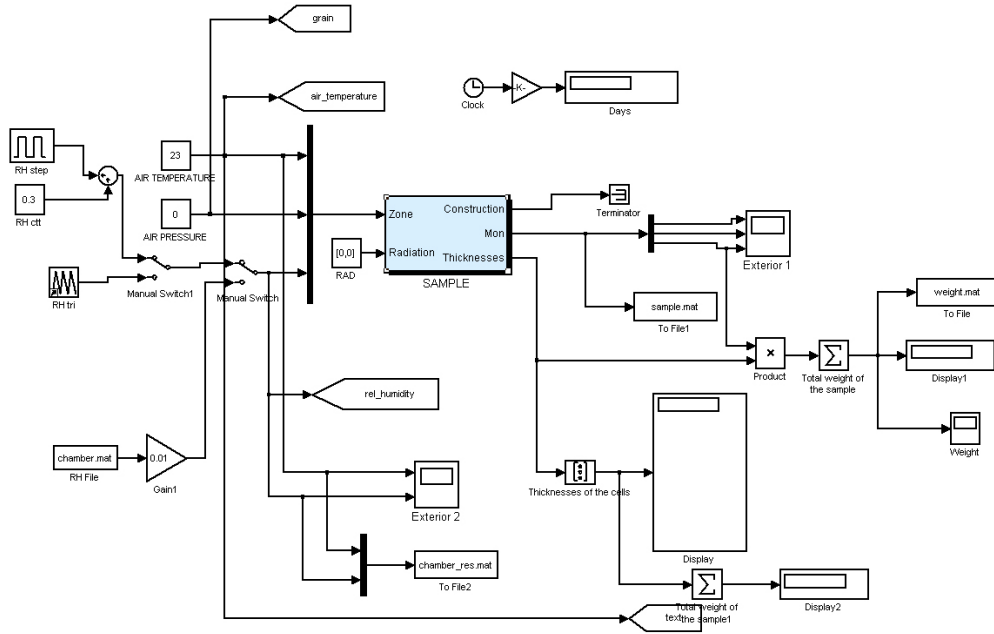 grain
air_temperature
-K-
Clock
Days
RH step
23
AIR TEMPERATURE
0.3
RH ctt
0
AIR PRESSURE
Zone
Construction
Mon
Radiation
Thicknesses
SAMPLE
[0,0]
RAD
Terminator
Exterior 1
RH tri
Manual Switch1
Manual Switch
sample.mat
To File1
weight.mat
To File
×
Product
Total weight of
the sample
Display1
rel_humidity
Weight
chamber.mat
RH File
0.01
Gain1
Exterior 2
Thicknesses of the cells
Display
chamber_res.mat
To File2
Total weight of
the sample1
Display2
text